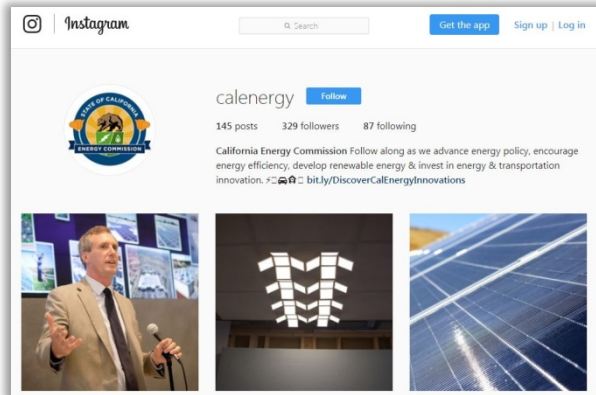 Instagram
Search
Get the app
Sign up | Log in
STATE OF CALIFORNIA
ENERGY COMMISSION
calenergy
Follow
145 posts 329 followers 87 following
California Energy Commission Follow along as we advance energy policy, encourage
energy efficiency, develop renewable energy & invest in energy & transportation
innovation. ⚡□🚘🏠□ bit.ly/DiscoverCalEnergyInnovations